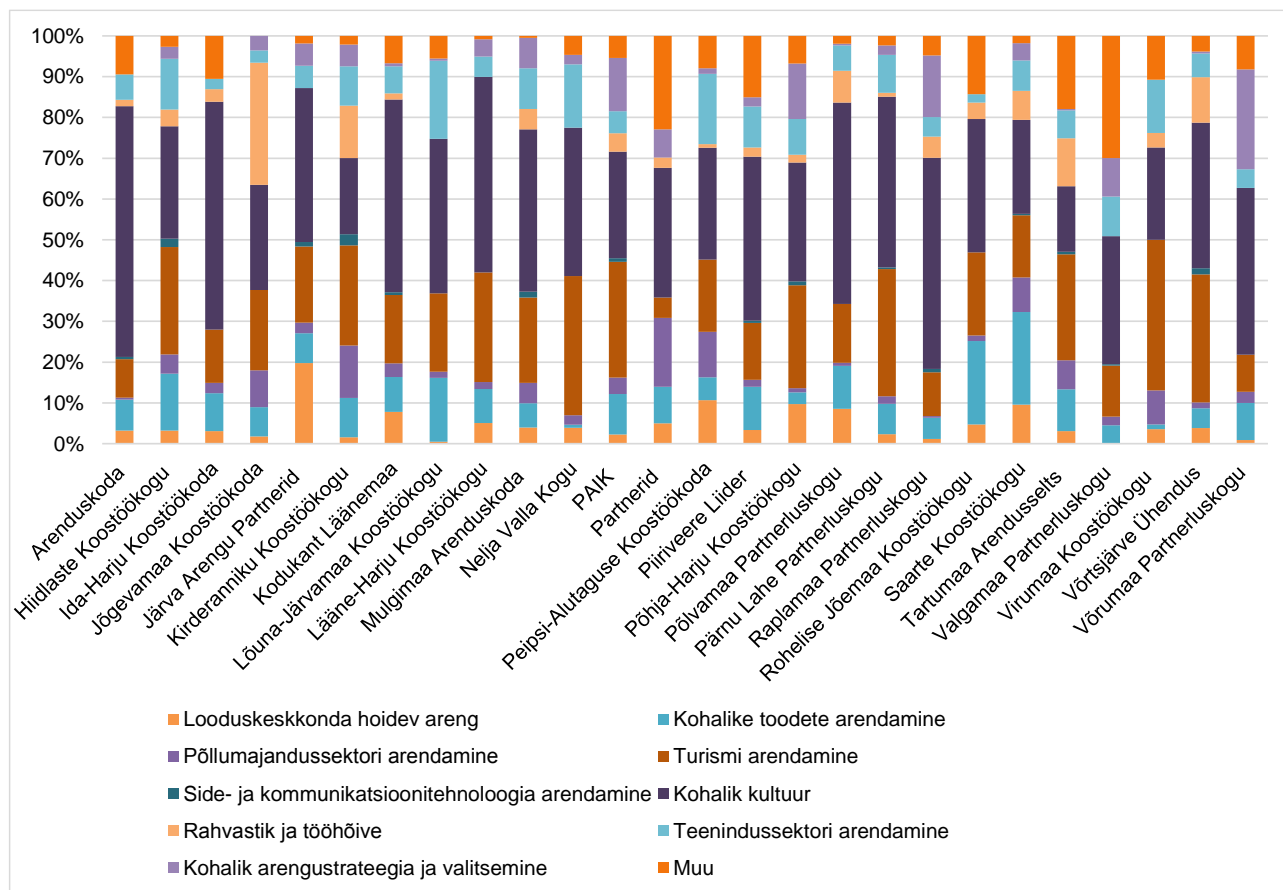 100%
90%
80%
70%
60%
50%
40%
30%
20%
10%
0%
Arenduskoda
Hiidlaste Koostöökogu
Ida-Harju Koostöökoda
Jõgevamaa Koostöökoda
Järva Arengu Partnerid
Kirderanniku Koostöökogu
Kodukant Läänemaa
Lõuna-Järvamaa Koostöökogu
Lääne-Harju Koostöökogu
Mulgimaa Arenduskoda
Nelja Valla Kogu
PAIK
Partnerid
Peipsi-Alutaguse Koostöökoda
Piiriveere Liider
Põhja-Harju Koostöökogu
Põlvamaa Partnerluskogu
Pärnu Lahe Partnerluskogu
Raplamaa Partnerluskogu
Rohelise Jõemaa Koostöökogu
Saarte Koostöökogu
Tartumaa Arendusselts
Valgamaa Partnerluskogu
Virumaa Koostöökogu
Võrtsjärve Ühendus
Võrumaa Partnerluskogu
Looduskeskkonda hoidev areng
Kohalike toodete arendamine
Põllumajandussektori arendamine
Turismi arendamine
Side- ja kommunikatsioonitehnoloogia arendamine
Kohalik kultuur
Rahvastik ja tööhõive
Teenindussektori arendamine
Kohalik arengustrateegia ja valitsemine
Muu